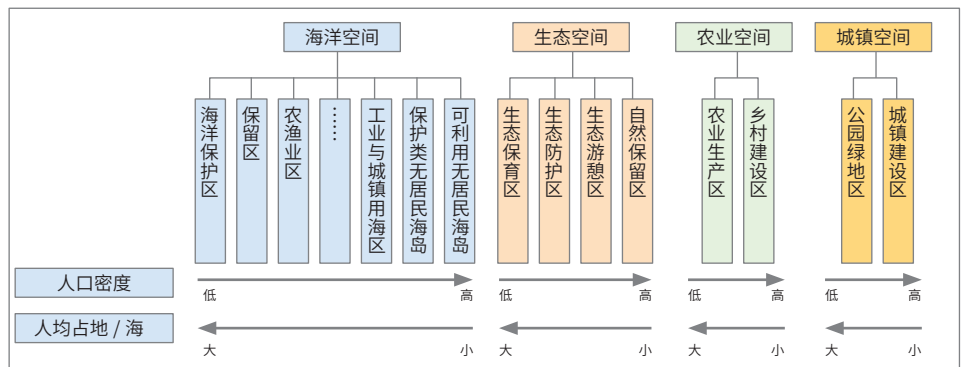 海洋空间
生态空间
农业空间
城镇空间
海洋保护区
保留区
农渔业区
……
工业与城镇用海区
保护类无居民海岛
可利用无居民海岛
生态保育区
生态防护区
生态游憩区
自然保留区
农业生产区
乡村建设区
公园绿地区
城镇建设区
人口密度
低
高
低
高
低
高
低
高
人均占地 / 海
大
小
大
小
大
小
大
小